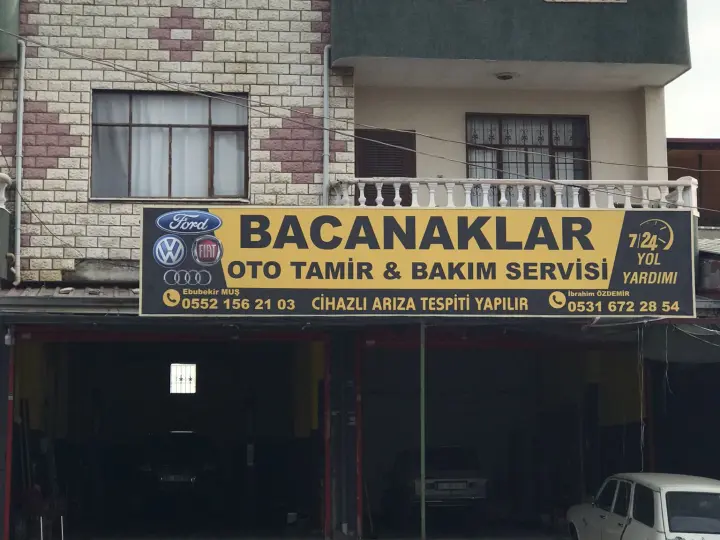 Ford
BACANAKLAR
7/24
FIAT
OTO TAMİR & BAKIM SERVİSİ
YOL
YARDIMI
Ebubekir MUŞ
0552 156 21 03
CİHAZLI ARIZA TESPİTİ YAPILIR
İbrahim ÖZDEMİR
0531 672 28 54